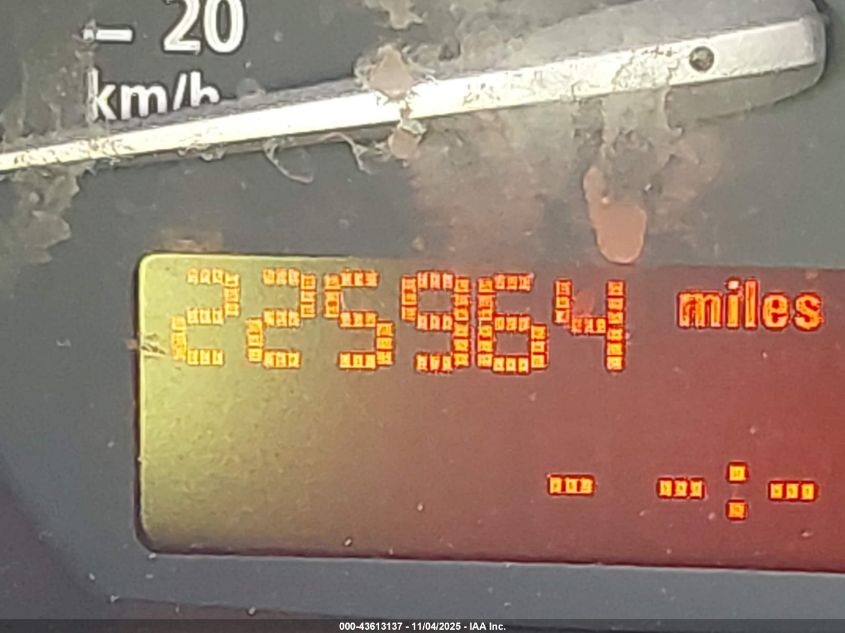 – 20
km/h
225964 miles
- -:-
000-43613137 - 11/04/2025 - IAA Inc.